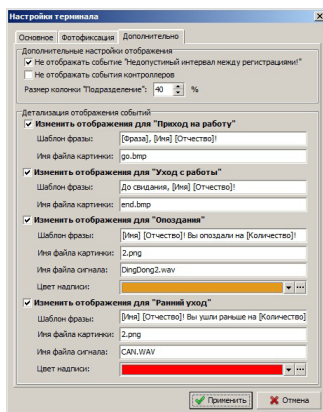 Настройки терминала
Основное Фотофиксация Дополнительно
Дополнительные настройки отображения
Не отображать событие "Недопустимый интервал между регистрациями!"
Не отображать события контроллеров
Размер колонки "Подразделение": 40 %
Детализация отображения событий
Изменить отображение для "Приход на работу"
Шаблон фразы: [Фраза], [Имя] [Отчество]!
Имя файла картинки: go.bmp
Изменить отображение для "Уход с работы"
Шаблон фразы: До свидания, [Имя] [Отчество]!
Имя файла картинки: end.bmp
Изменить отображение для "Опоздания"
Шаблон фразы: [Имя] [Отчество]! Вы опоздали на [Количество]!
Имя файла картинки: 2.png
Имя файла сигнала: DingDong2.wav
Цвет надписи:
Изменить отображение для "Ранний уход"
Шаблон фразы: [Имя] [Отчество]! Вы ушли раньше на [Количество]
Имя файла картинки: 2.png
Имя файла сигнала: CAN.WAV
Цвет надписи:
Применить Отмена